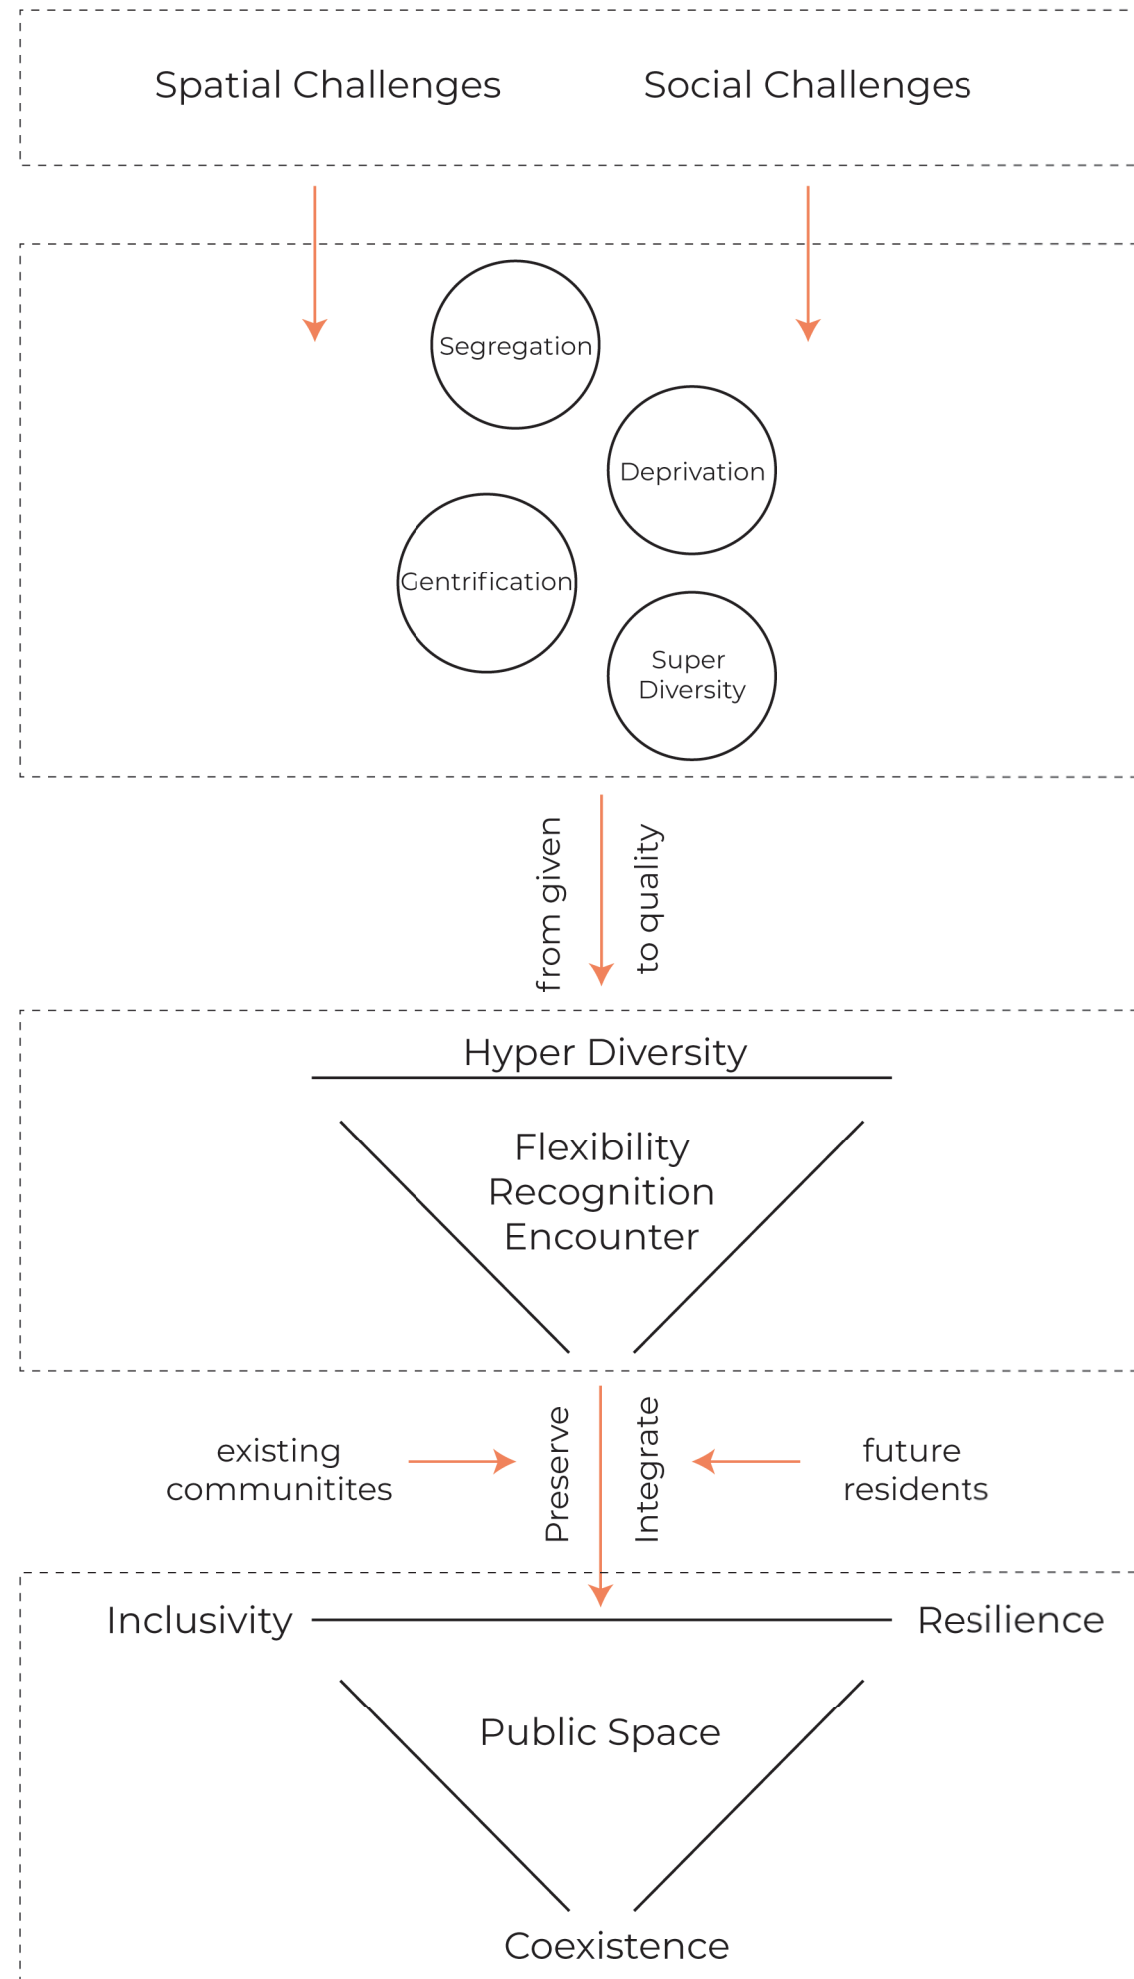 Spatial Challenges
Social Challenges
Segregation
Deprivation
Gentrification
Super
Diversity
from given
to quality
Hyper Diversity
Flexibility
Recognition
Encounter
existing
communitites
Preserve
Integrate
future
residents
Inclusivity
Resilience
Public Space
Coexistence